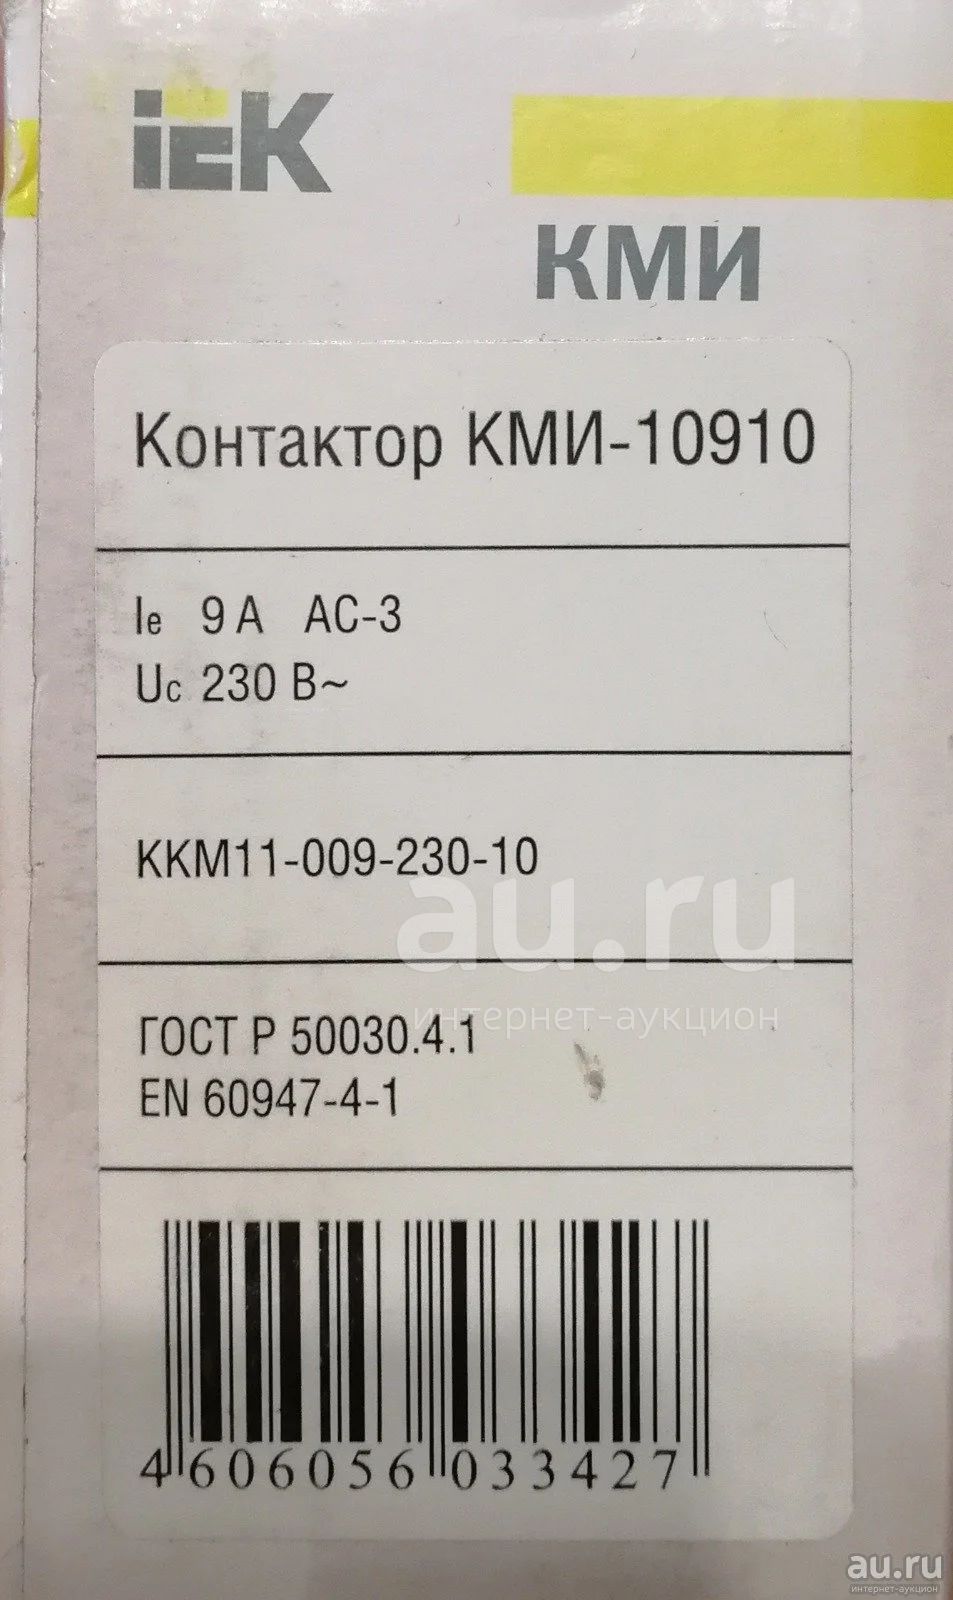 iEK
КМИ
Контактор КМИ-10910
Ie 9 А АС-3
Uc 230 В~
KKM11-009-230-10
au.ru
интернет-аукцион
ГОСТ Р 50030.4.1
EN 60947-4-1
4 606056 033427
au.ru
интернет-аукцион